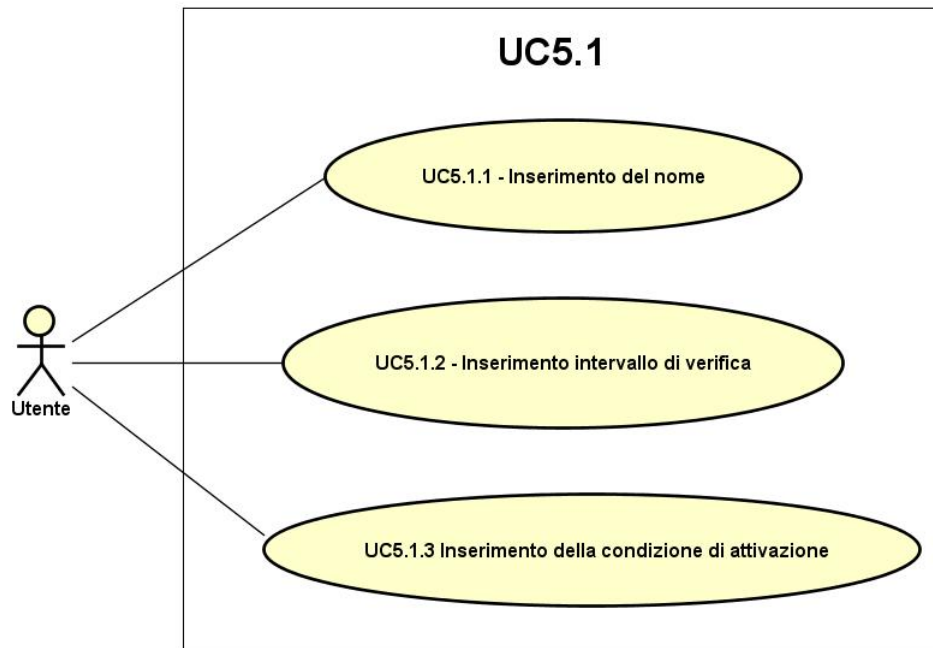 UC5.1
UC5.1.1 - Inserimento del nome
UC5.1.2 - Inserimento intervallo di verifica
Utente
UC5.1.3 Inserimento della condizione di attivazione